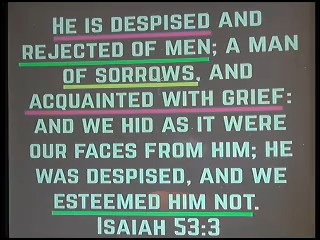 He is despised and
rejected of men; a man
of sorrows, and
acquainted with grief:
and we hid as it were
our faces from him; he
was despised, and we
esteemed him not.
Isaiah 53:3